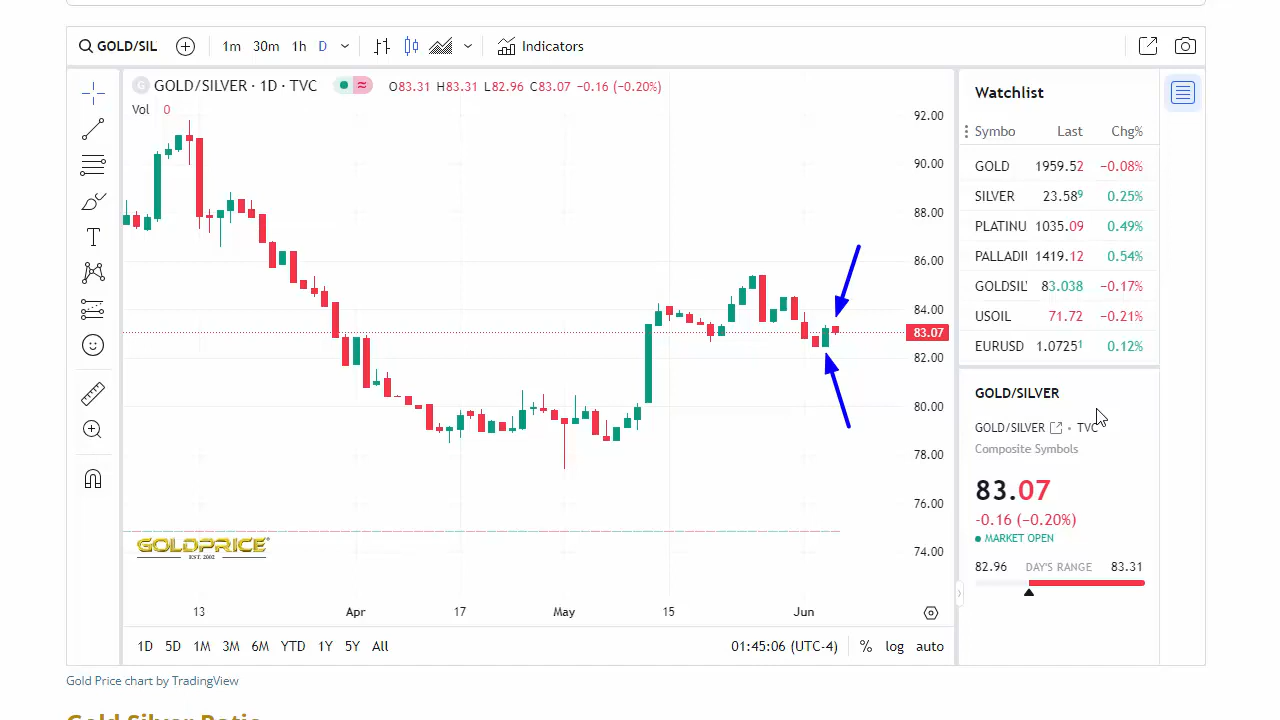 GOLD/SIL 1m 30m 1h D Indicators
GOLD/SILVER · 1D · TVC O83.31 H83.31 L82.96 C83.07 −0.16 (−0.20%)
Vol 0
92.00
90.00
88.00
86.00
84.00
83.07
82.00
80.00
78.00
76.00
74.00
GOLDPRICE
EST. 2002
13 Apr 17 May 15 Jun
1D 5D 1M 3M 6M YTD 1Y 5Y All 01:45:06 (UTC-4) % log auto
Watchlist
Symbo Last Chg%
GOLD 1959.52 −0.08%
SILVER 23.589 0.25%
PLATINU 1035.09 0.49%
PALLADI 1419.12 0.54%
GOLDSIL 83.038 −0.17%
USOIL 71.72 −0.21%
EURUSD 1.07251 0.12%
GOLD/SILVER
GOLD/SILVER • TVC
Composite Symbols
83.07
-0.16 (−0.20%)
MARKET OPEN
82.96 DAY'S RANGE 83.31
Gold Price chart by TradingView
Gold Silver Ratio